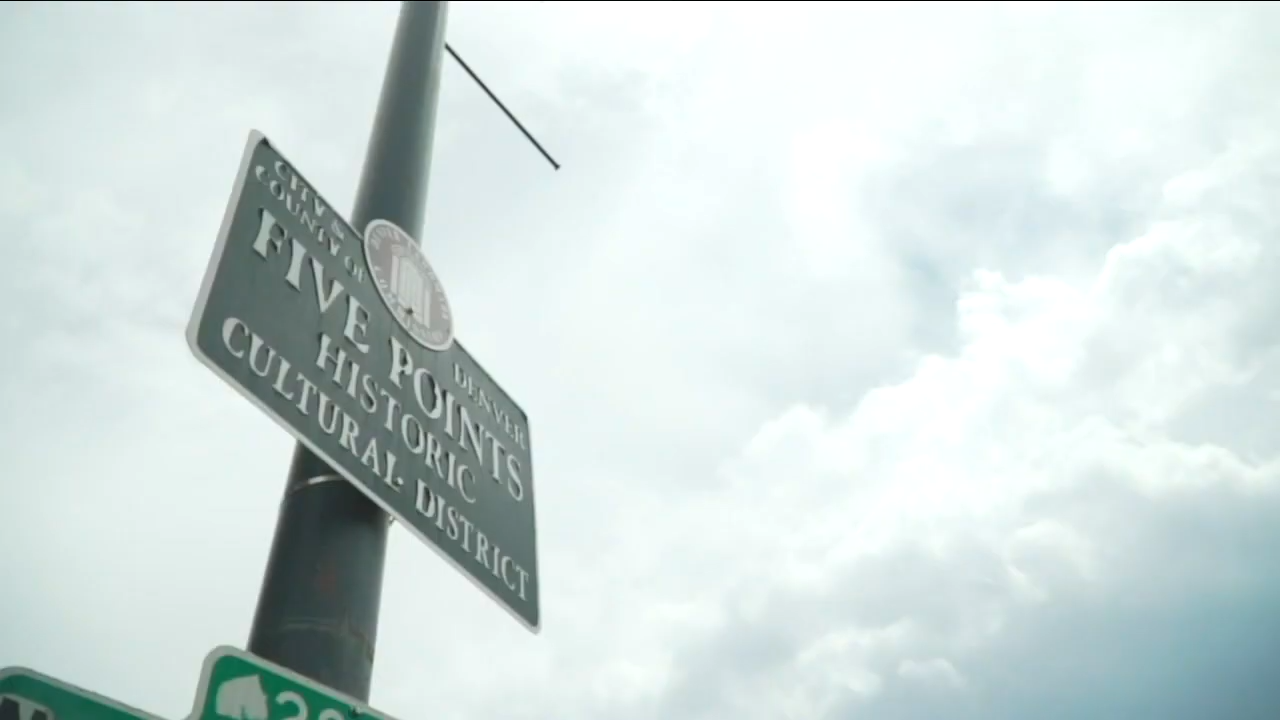 CITY &
COUNTY OF
DENVER
FIVE POINTS
HISTORIC
CULTURAL DISTRICT